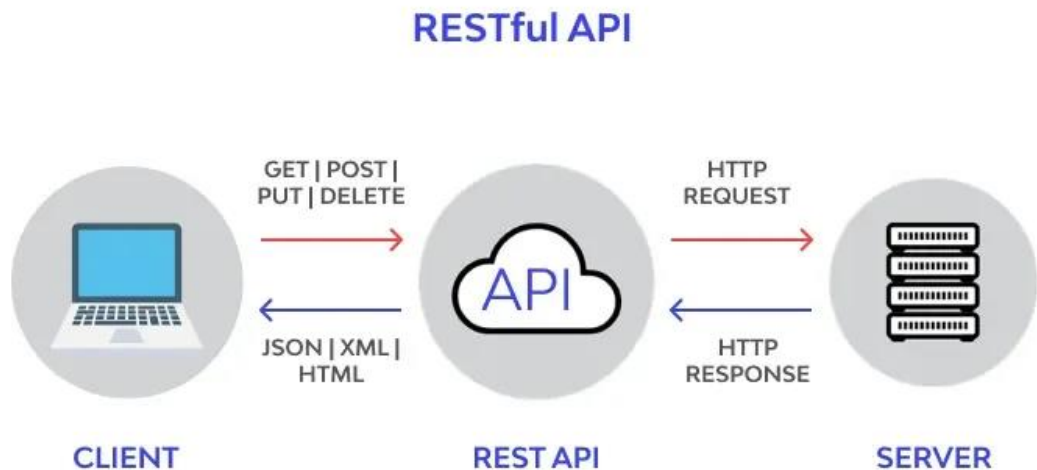 RESTful API
GET | POST |
PUT | DELETE
HTTP
REQUEST
API
JSON | XML |
HTML
HTTP
RESPONSE
CLIENT
REST API
SERVER